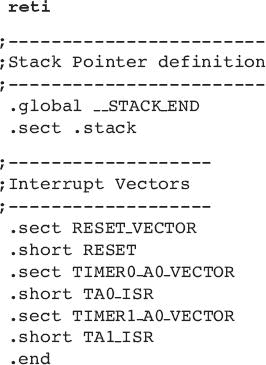 reti
;------------------------
;Stack Pointer definition
;------------------------
.global __STACK_END
.sect .stack
;-------------------
;Interrupt Vectors
;-------------------
.sect RESET_VECTOR
.short RESET
.sect TIMER0_A0_VECTOR
.short TA0_ISR
.sect TIMER1_A0_VECTOR
.short TA1_ISR
.end